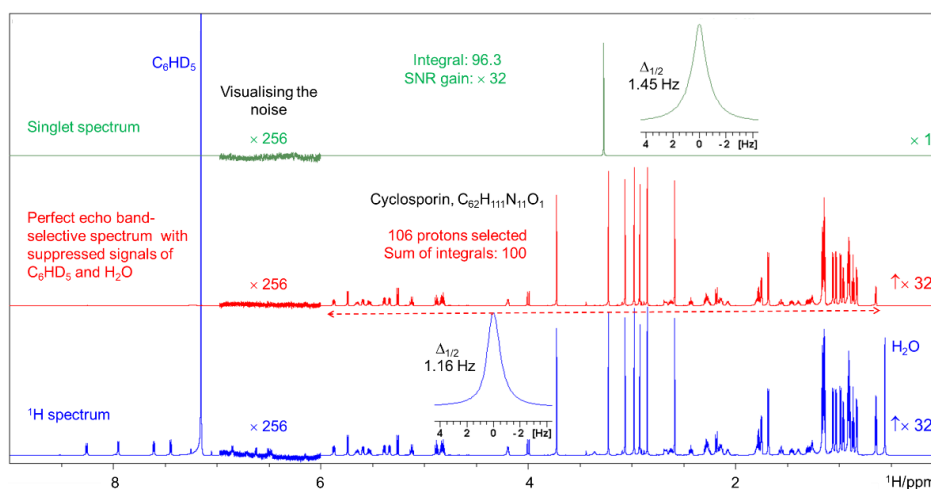 C₆HD₅
Integral: 96.3
SNR gain: × 32
Δ₁/₂
1.45 Hz
4 2 0 -2 [Hz]
Visualising the
noise
Singlet spectrum
× 256
× 1
Cyclosporin, C₆₂H₁₁₁N₁₁O₁
Perfect echo band-
selective spectrum with
suppressed signals of
C₆HD₅ and H₂O
106 protons selected
Sum of integrals: 100
× 256
↑× 32
Δ₁/₂
1.16 Hz
4 2 0 -2 [Hz]
H₂O
¹H spectrum
× 256
↑× 32
8 6 4 2 ¹H/ppm